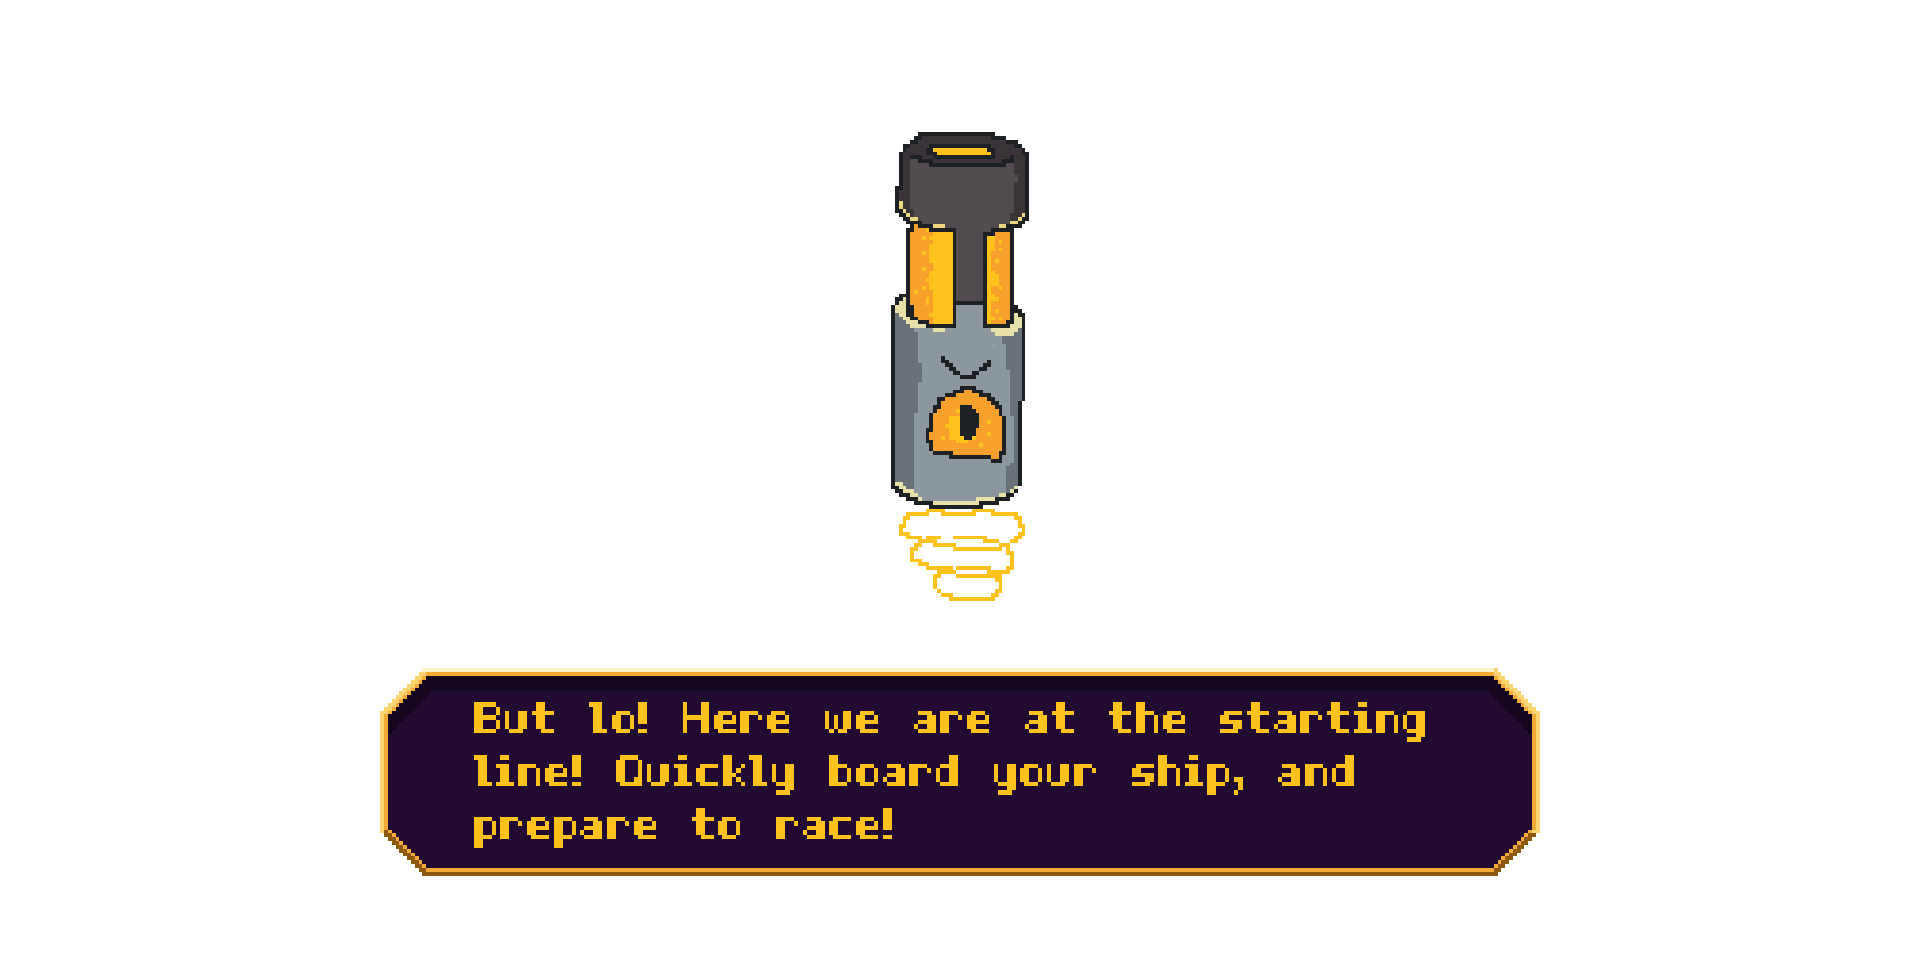 But lo! Here we are at the starting
line! Quickly board your ship, and
prepare to race!